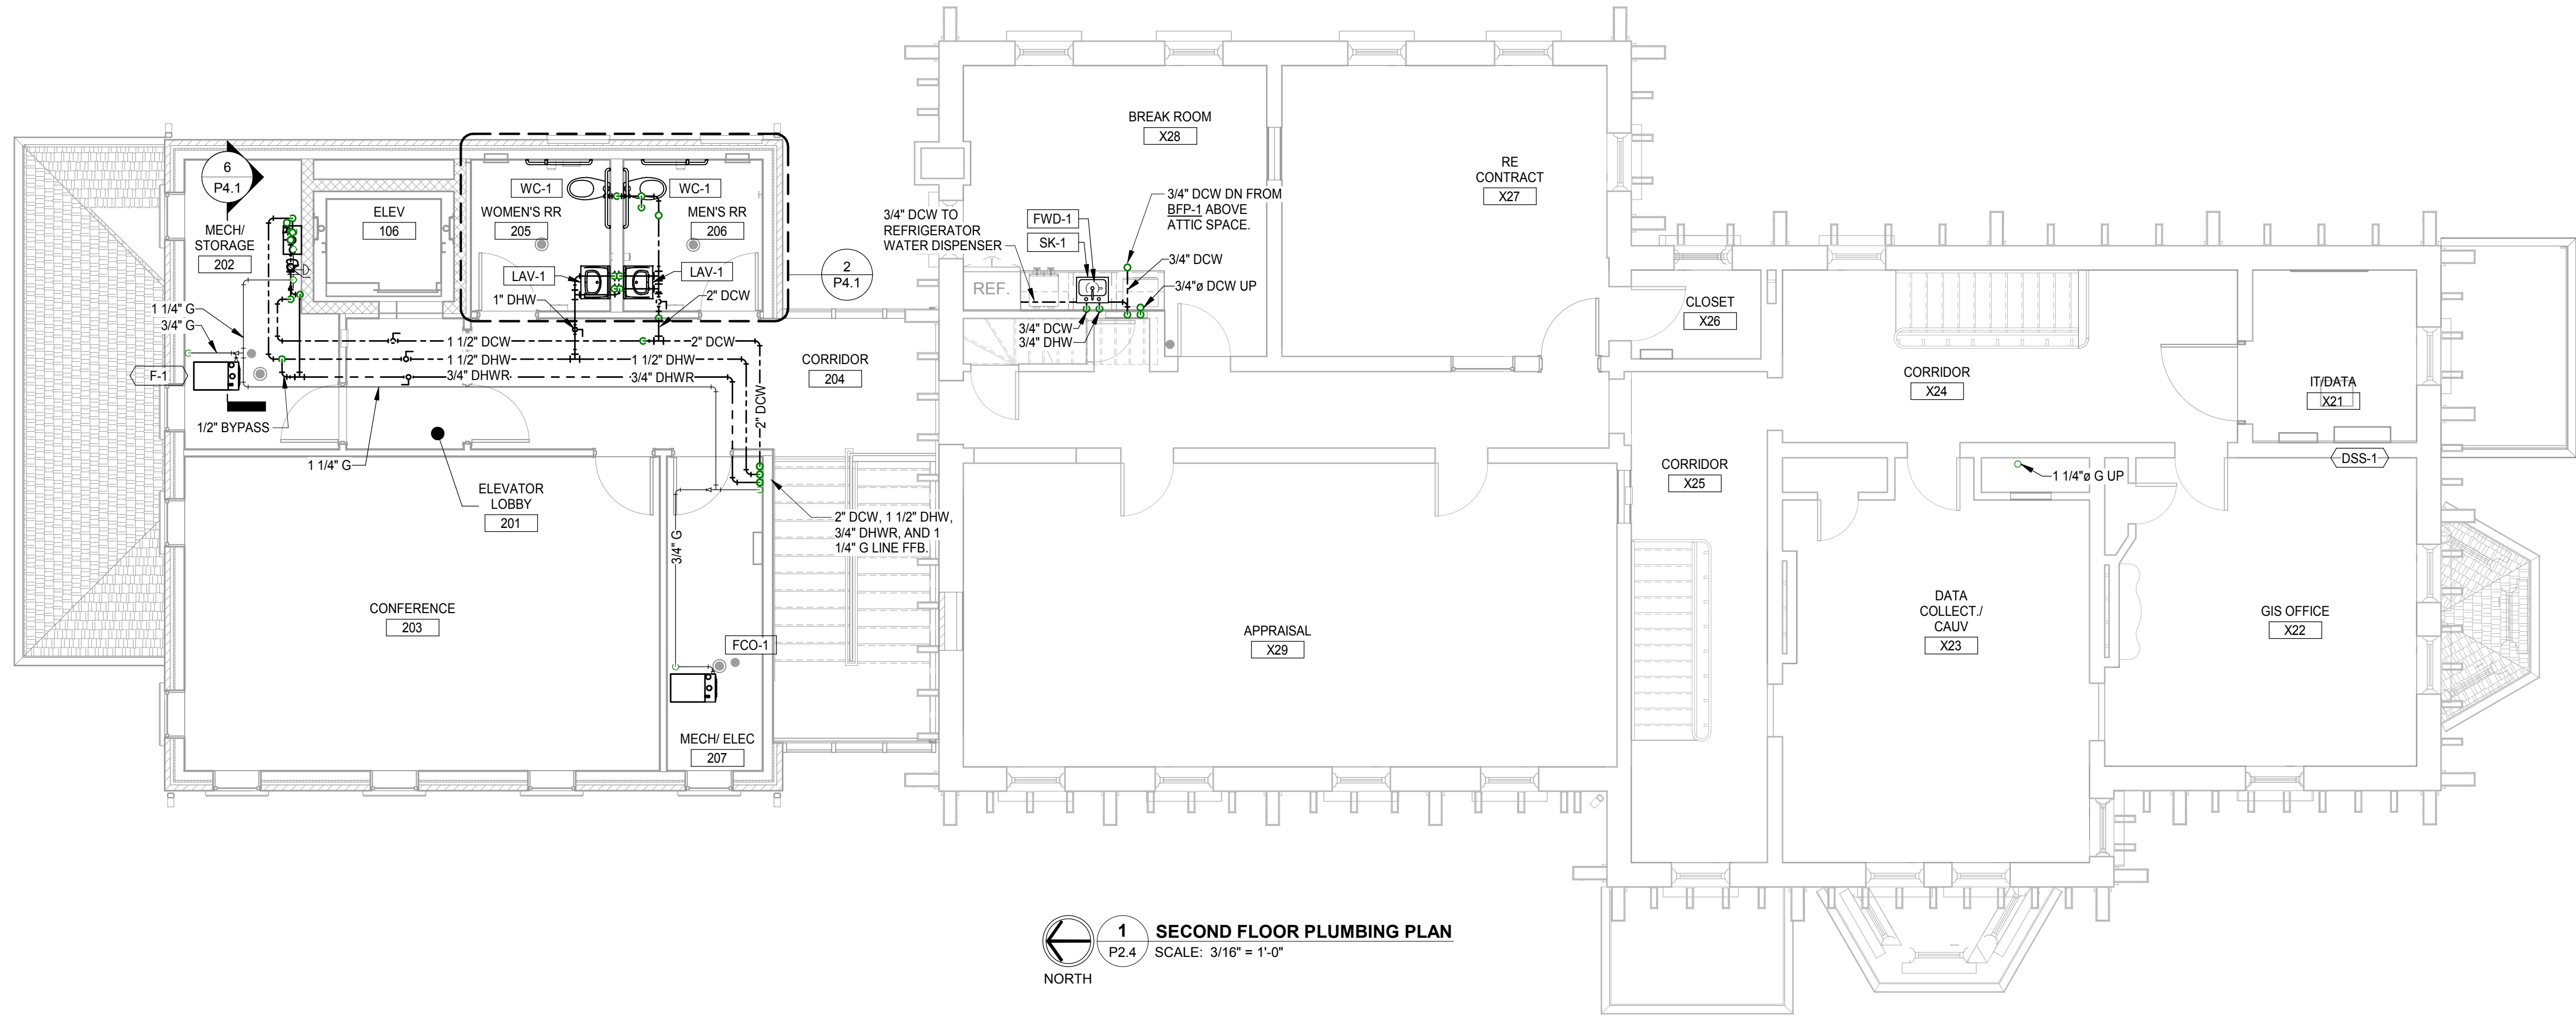 BREAK ROOM
X28
RE
CONTRACT
X27
6
P4.1
MECH/
STORAGE
202
ELEV
106
WC-1
WC-1
WOMEN'S RR
205
MEN'S RR
206
LAV-1
LAV-1
1" DHW
2" DCW
2
P4.1
3/4" DCW TO
REFRIGERATOR
WATER DISPENSER
FWD-1
SK-1
3/4" DCW DN FROM
BFP-1 ABOVE
ATTIC SPACE.
3/4" DCW
3/4"ø DCW UP
REF.
3/4" DCW
3/4" DHW
CLOSET
X26
1 1/4" G
3/4" G
F-1
1 1/2" DCW
2" DCW
1 1/2" DHW
1 1/2" DHW
3/4" DHWR
3/4" DHWR
2" DCW
CORRIDOR
204
CORRIDOR
X24
IT/DATA
X21
1/2" BYPASS
1 1/4" G
ELEVATOR
LOBBY
201
3/4" G
2" DCW, 1 1/2" DHW,
3/4" DHWR, AND 1
1/4" G LINE FFB.
CORRIDOR
X25
1 1/4"ø G UP
DSS-1
CONFERENCE
203
FCO-1
MECH/ ELEC
207
APPRAISAL
X29
DATA
COLLECT./
CAUV
X23
GIS OFFICE
X22
NORTH
1
P2.4
SECOND FLOOR PLUMBING PLAN
SCALE: 3/16" = 1'-0"